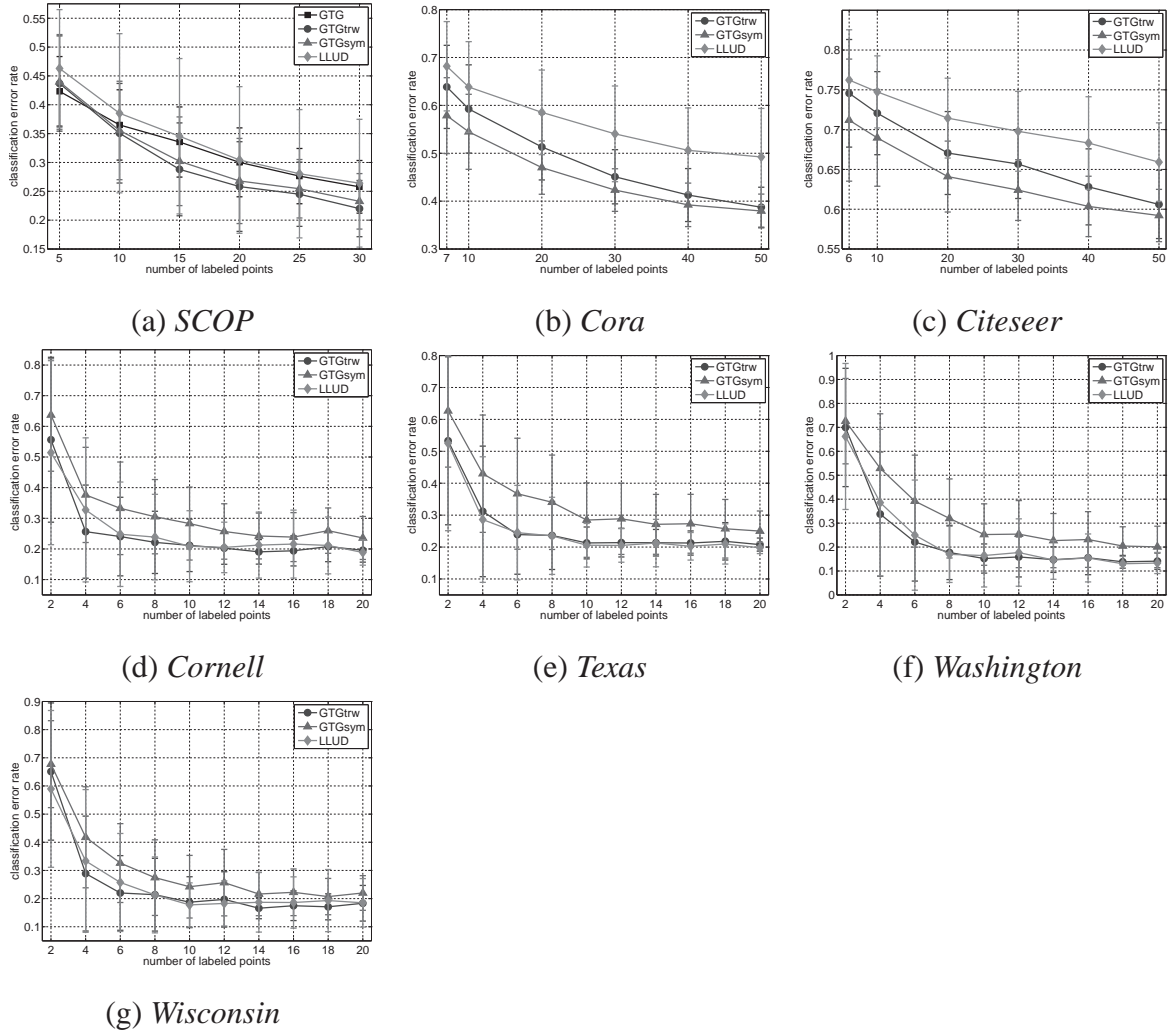 0.55
0.5
0.45
0.4
0.35
0.3
0.25
0.2
0.15
classification error rate
5 10 15 20 25 30
number of labeled points
GTG
GTGtrw
GTGsym
LLUD
(a) SCOP
0.8
0.7
0.6
0.5
0.4
0.3
classification error rate
7 10 20 30 40 50
number of labeled points
GTGtrw
GTGsym
LLUD
(b) Cora
0.8
0.75
0.7
0.65
0.6
0.55
classification error rate
6 10 20 30 40 50
number of labeled points
GTGtrw
GTGsym
LLUD
(c) Citeseer
0.8
0.7
0.6
0.5
0.4
0.3
0.2
0.1
classification error rate
2 4 6 8 10 12 14 16 18 20
number of labeled points
GTGtrw
GTGsym
LLUD
(d) Cornell
0.8
0.7
0.6
0.5
0.4
0.3
0.2
0.1
classification error rate
2 4 6 8 10 12 14 16 18 20
number of labeled points
GTGtrw
GTGsym
LLUD
(e) Texas
1
0.9
0.8
0.7
0.6
0.5
0.4
0.3
0.2
0.1
0
classification error rate
2 4 6 8 10 12 14 16 18 20
number of labeled points
GTGtrw
GTGsym
LLUD
(f) Washington
0.9
0.8
0.7
0.6
0.5
0.4
0.3
0.2
0.1
classification error rate
2 4 6 8 10 12 14 16 18 20
number of labeled points
GTGtrw
GTGsym
LLUD
(g) Wisconsin